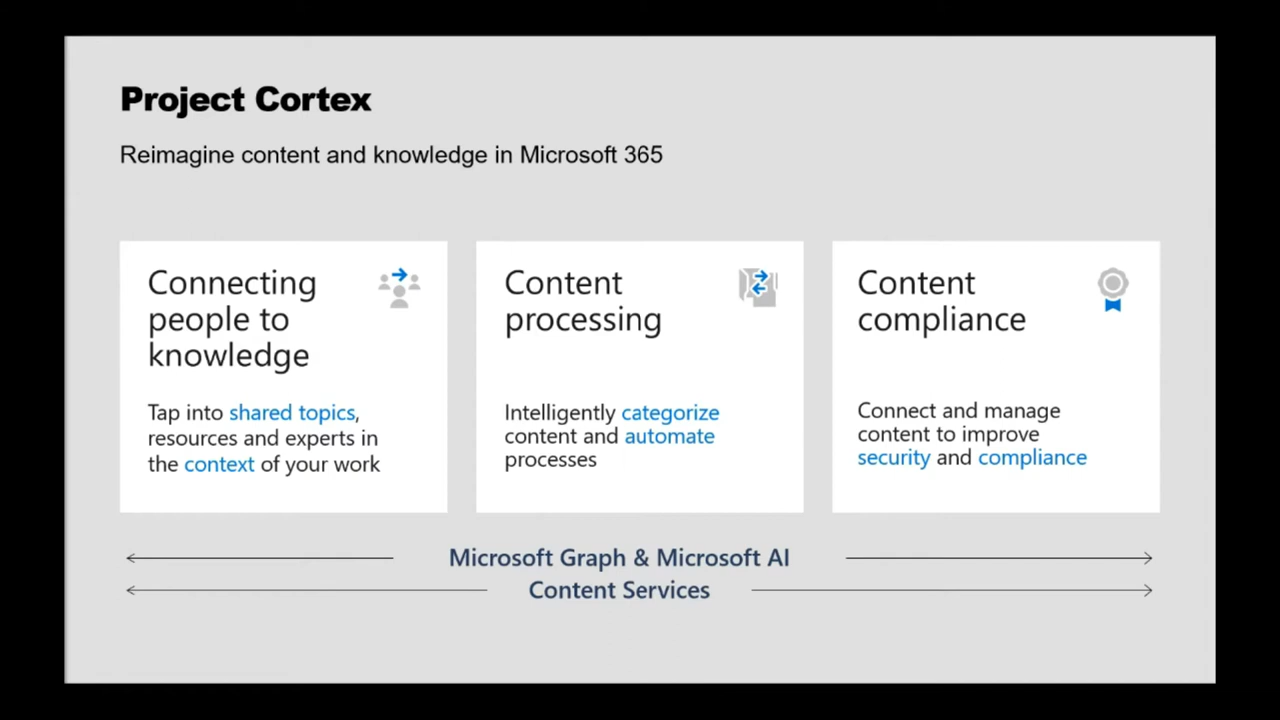 Project Cortex
Reimagine content and knowledge in Microsoft 365
Connecting
people to
knowledge
Tap into shared topics,
resources and experts in
the context of your work
Content
processing
Intelligently categorize
content and automate
processes
Content
compliance
Connect and manage
content to improve
security and compliance
Microsoft Graph & Microsoft AI
Content Services